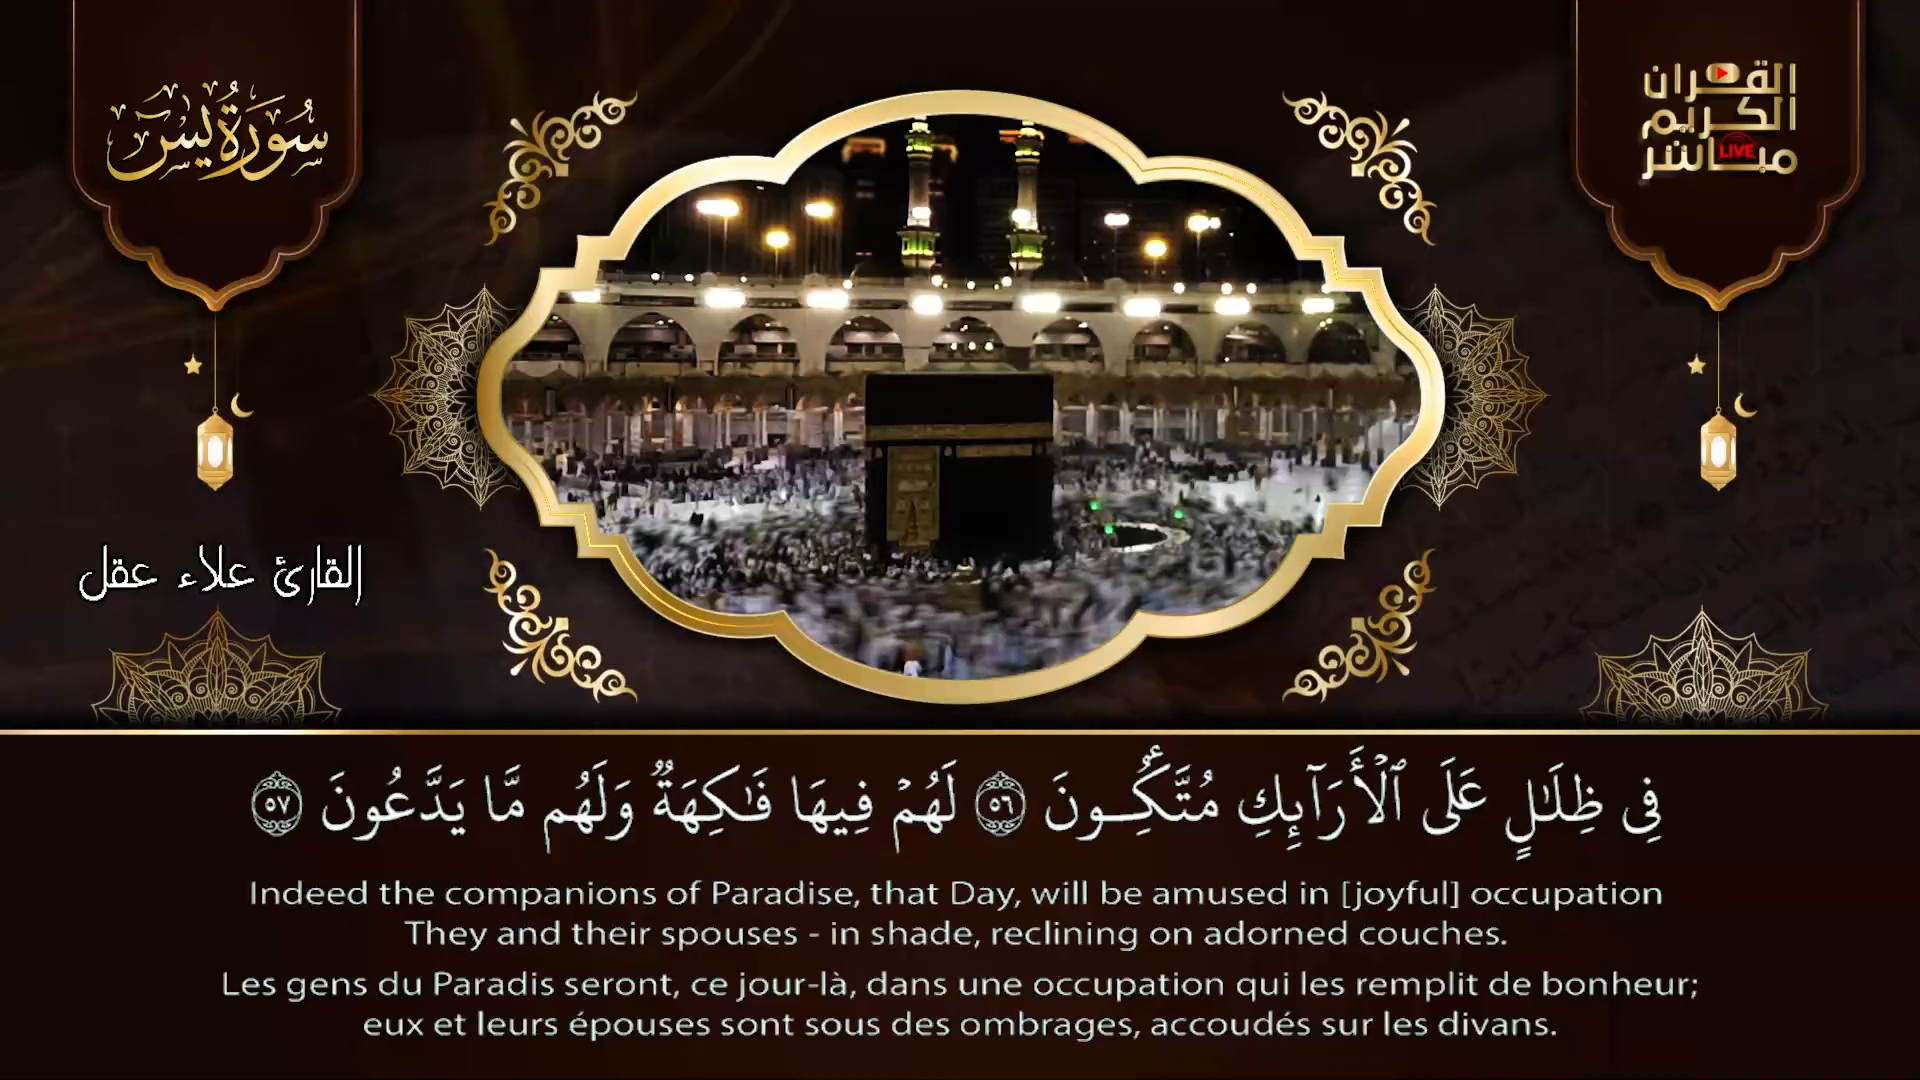 سُورَةُ يسٓ
القرآن
الكريم
مباشر
LIVE
القارئ علاء عقل
فِي ظِلَٰلٍ عَلَى ٱلْأَرَآئِكِ مُتَّكِـُٔونَ ٥٦ لَهُمْ فِيهَا فَٰكِهَةٌ وَلَهُم مَّا يَدَّعُونَ ٥٧
Indeed the companions of Paradise, that Day, will be amused in [joyful] occupation
They and their spouses - in shade, reclining on adorned couches.
Les gens du Paradis seront, ce jour-là, dans une occupation qui les remplit de bonheur;
eux et leurs épouses sont sous des ombrages, accoudés sur les divans.